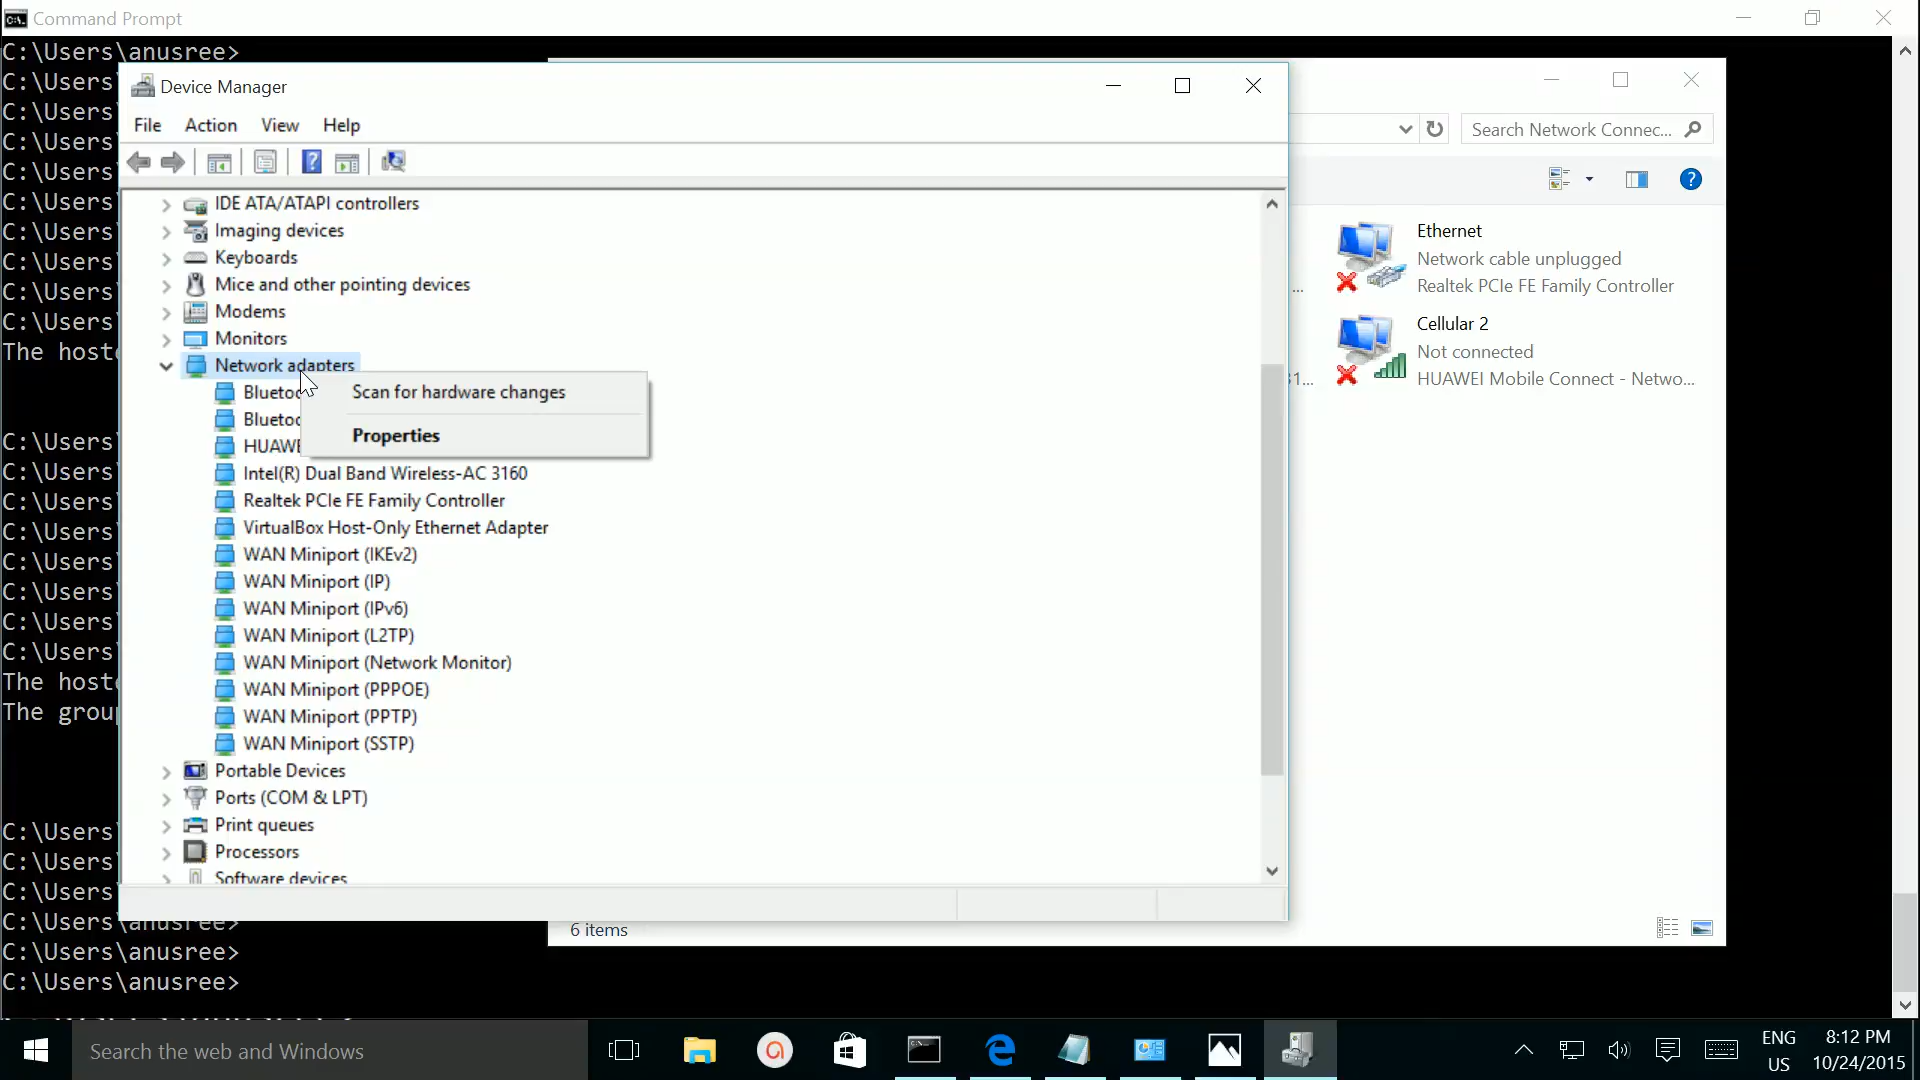 Command Prompt
C:\Users\anusree>
C:\Users\
C:\Users\
C:\Users\
C:\Users\
C:\Users\
C:\Users\
C:\Users\
C:\Users\
C:\Users\
The hoste
C:\Users\
C:\Users\
C:\Users\
C:\Users\
C:\Users\
C:\Users\
C:\Users\
C:\Users\
The hoste
The group
C:\Users\
C:\Users\
C:\Users\
C:\Users\anusree>
C:\Users\anusree>
C:\Users\anusree>
Device Manager
File Action View Help
IDE ATA/ATAPI controllers
Imaging devices
Keyboards
Mice and other pointing devices
Modems
Monitors
Network adapters
Scan for hardware changes
Properties
Bluetoo
Bluetoo
HUAWE
Intel(R) Dual Band Wireless-AC 3160
Realtek PCIe FE Family Controller
VirtualBox Host-Only Ethernet Adapter
WAN Miniport (IKEv2)
WAN Miniport (IP)
WAN Miniport (IPv6)
WAN Miniport (L2TP)
WAN Miniport (Network Monitor)
WAN Miniport (PPPOE)
WAN Miniport (PPTP)
WAN Miniport (SSTP)
Portable Devices
Ports (COM & LPT)
Print queues
Processors
Software devices
Search Network Connec...
Ethernet
Network cable unplugged
... Realtek PCIe FE Family Controller
Cellular 2
Not connected
31... HUAWEI Mobile Connect - Netwo...
6 items
Search the web and Windows
ENG
US
8:12 PM
10/24/2015